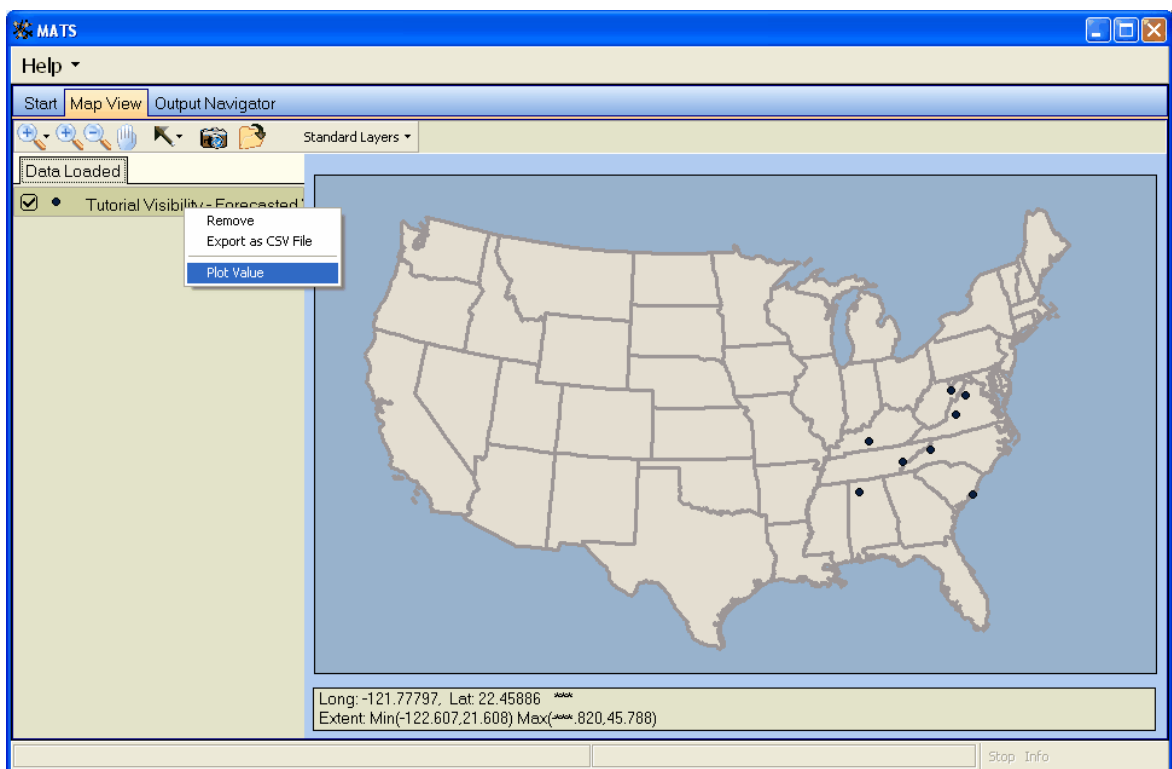 MATS
Help
Start Map View Output Navigator
Standard Layers
Data Loaded
Tutorial Visibility - Forecasted
Remove
Export as CSV File
Plot Value
Long: -121.77797, Lat: 22.45886 ****
Extent: Min(-122.607,21.608) Max(****.820,45.788)
Stop Info